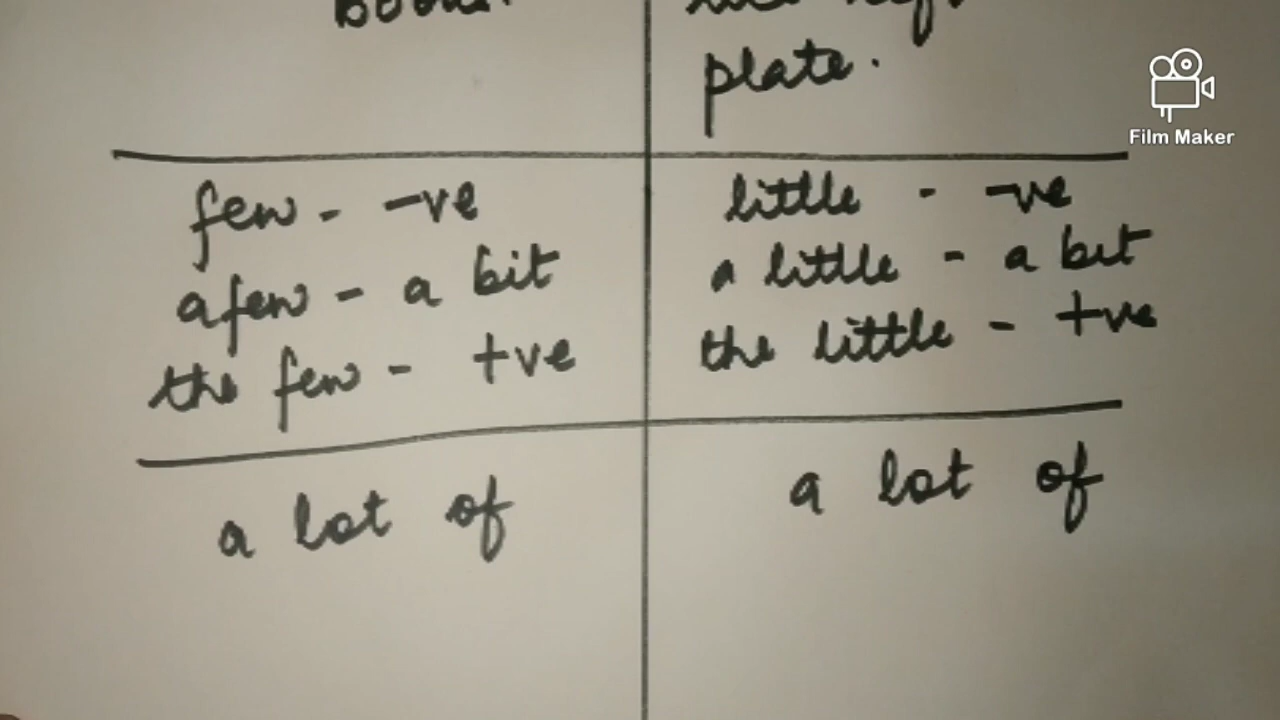 plate.
few - -ve
a few - a bit
the few - +ve
a lot of
little - -ve
a little - a bit
the little - +ve
a lot of
Film Maker